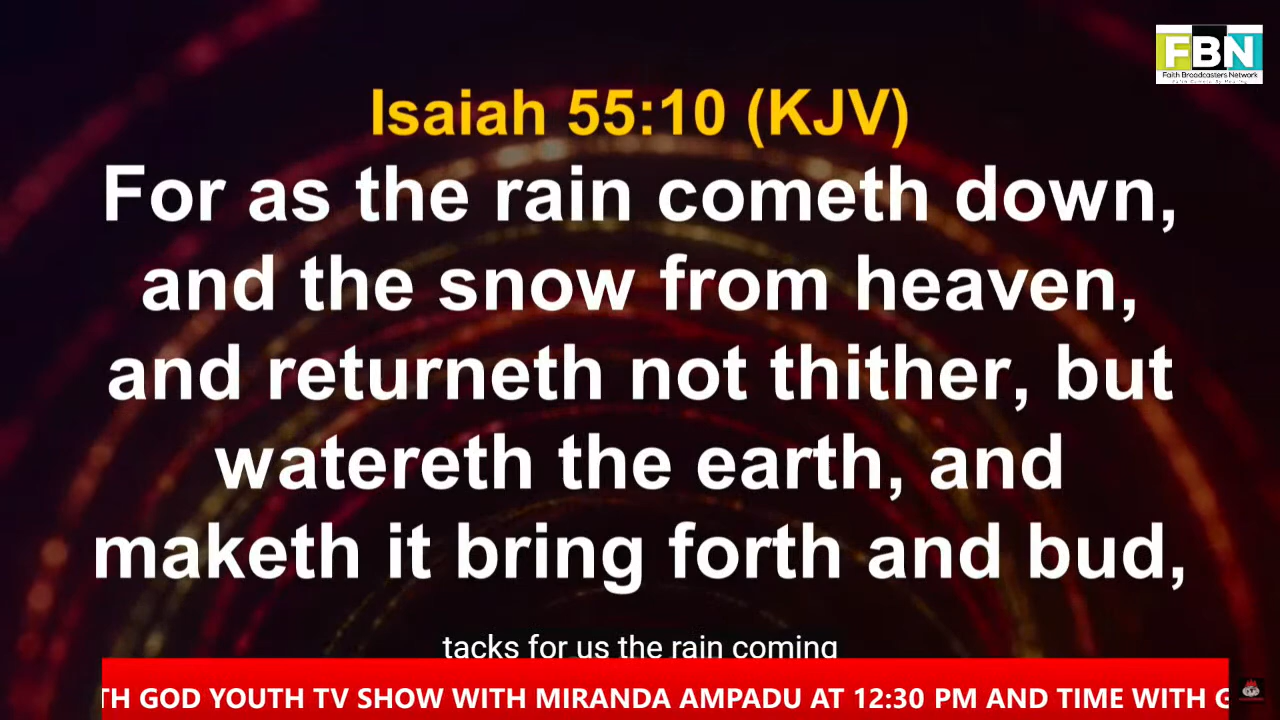 FBN
Faith Broadcasters Network
Isaiah 55:10 (KJV)
For as the rain cometh down,
and the snow from heaven,
and returneth not thither, but
watereth the earth, and
maketh it bring forth and bud,
tacks for us the rain coming
TH GOD YOUTH TV SHOW WITH MIRANDA AMPADU AT 12:30 PM AND TIME WITH G